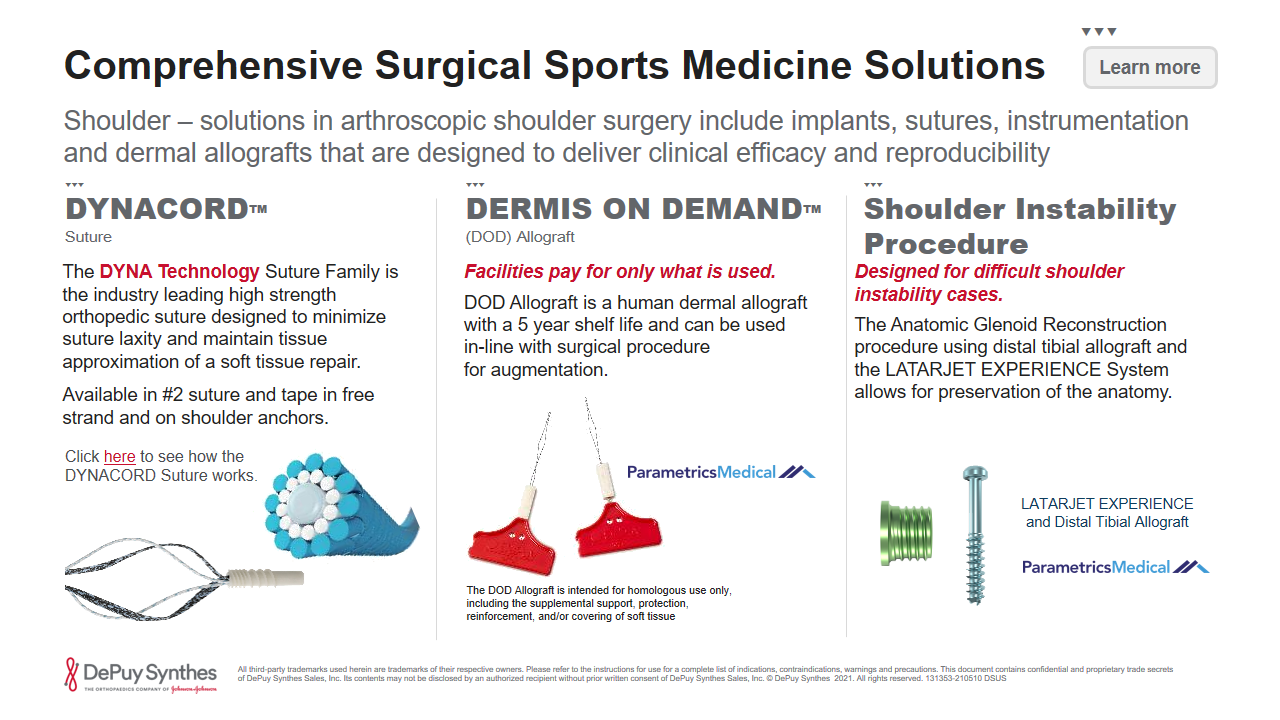 Comprehensive Surgical Sports Medicine Solutions
Learn more
Shoulder – solutions in arthroscopic shoulder surgery include implants, sutures, instrumentation
and dermal allografts that are designed to deliver clinical efficacy and reproducibility
DYNACORD™
Suture
The DYNA Technology Suture Family is
the industry leading high strength
orthopedic suture designed to minimize
suture laxity and maintain tissue
approximation of a soft tissue repair.
Available in #2 suture and tape in free
strand and on shoulder anchors.
Click here to see how the
DYNACORD Suture works.
DERMIS ON DEMAND™
(DOD) Allograft
Facilities pay for only what is used.
DOD Allograft is a human dermal allograft
with a 5 year shelf life and can be used
in-line with surgical procedure
for augmentation.
ParametricsMedical
The DOD Allograft is intended for homologous use only,
including the supplemental support, protection,
reinforcement, and/or covering of soft tissue
Shoulder Instability
Procedure
Designed for difficult shoulder
instability cases.
The Anatomic Glenoid Reconstruction
procedure using distal tibial allograft and
the LATARJET EXPERIENCE System
allows for preservation of the anatomy.
LATARJET EXPERIENCE
and Distal Tibial Allograft
ParametricsMedical
DePuy Synthes
THE ORTHOPAEDICS COMPANY OF Johnson & Johnson
All third-party trademarks used herein are trademarks of their respective owners. Please refer to the instructions for use for a complete list of indications, contraindications, warnings and precautions. This document contains confidential and proprietary trade secrets
of DePuy Synthes Sales, Inc. Its contents may not be disclosed by an authorized recipient without prior written consent of DePuy Synthes Sales, Inc. © DePuy Synthes 2021. All rights reserved. 131353-210510 DSUS